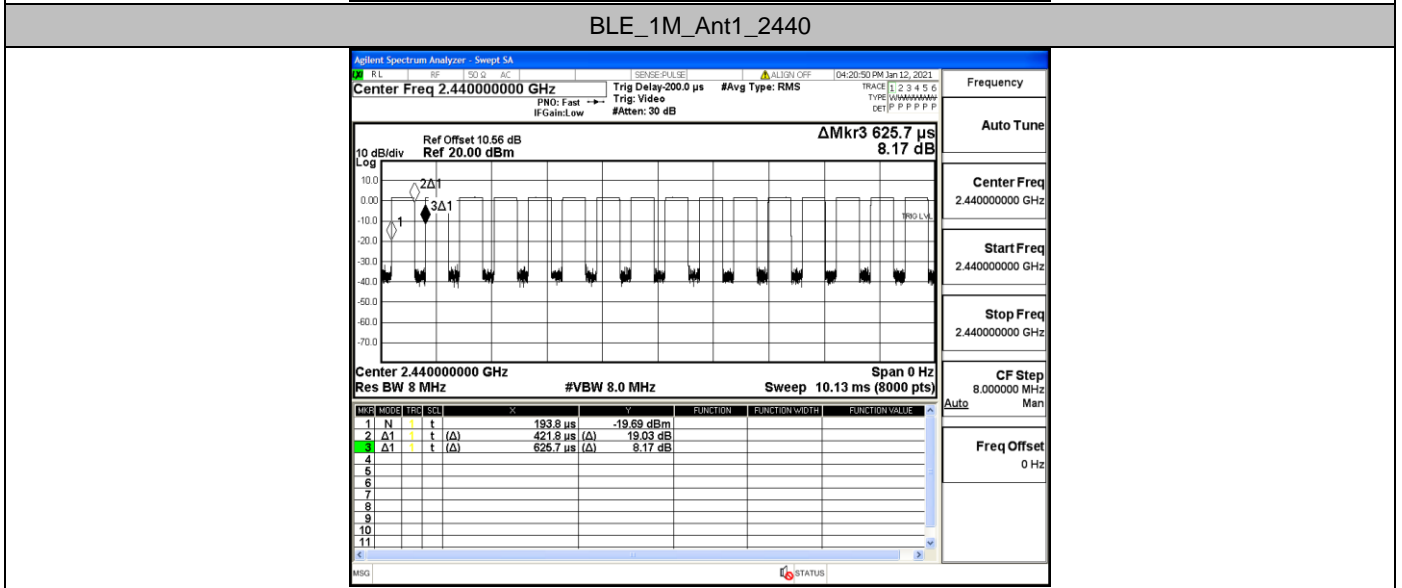 BLE_1M_Ant1_2440
Agilent Spectrum Analyzer - Swept SA
RL RF 50 Ω AC SENSE:PULSE ALIGN OFF 04:20:50 PM Jan 12, 2021
Center Freq 2.440000000 GHz
PNO: Fast
IFGain:Low
Trig Delay-200.0 µs
Trig: Video
#Atten: 30 dB
#Avg Type: RMS
TRACE 1 2 3 4 5 6
TYPE
DET P P P P P P
ΔMkr3 625.7 µs
8.17 dB
Ref Offset 10.56 dB
10 dB/div Ref 20.00 dBm
Log
10.0
0.00
-10.0
-20.0
-30.0
-40.0
-50.0
-60.0
-70.0
2Δ1
3Δ1
1
TRIG LVL
Center 2.440000000 GHz Span 0 Hz
Res BW 8 MHz #VBW 8.0 MHz Sweep 10.13 ms (8000 pts)
MKR MODE TRC SCL X Y FUNCTION FUNCTION WIDTH FUNCTION VALUE
1 N 1 t 193.8 µs -19.69 dBm
2 Δ1 1 t (Δ) 421.8 µs (Δ) 19.03 dB
3 Δ1 1 t (Δ) 625.7 µs (Δ) 8.17 dB
4
5
6
7
8
9
10
11
MSG STATUS
Frequency
Auto Tune
Center Freq
2.440000000 GHz
Start Freq
2.440000000 GHz
Stop Freq
2.440000000 GHz
CF Step
8.000000 MHz
Auto Man
Freq Offset
0 Hz